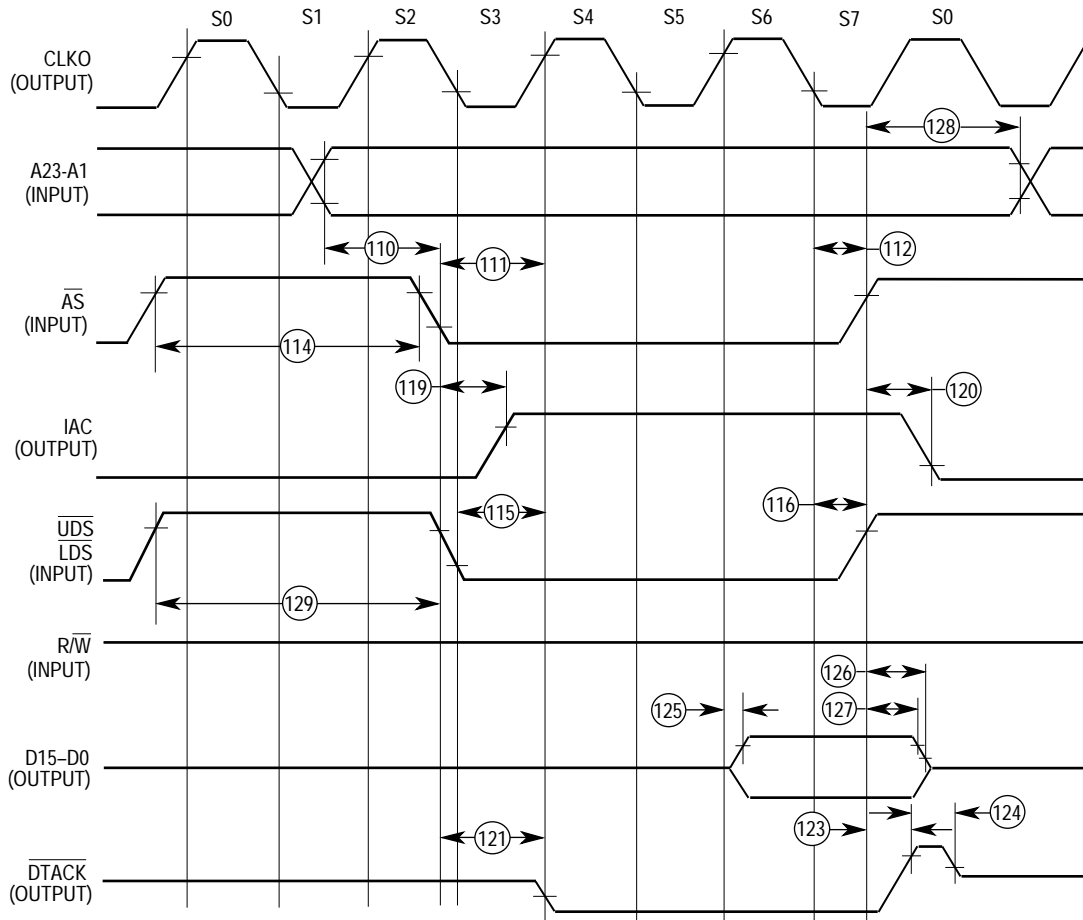 S0 S1 S2 S3 S4 S5 S6 S7 S0
CLKO
(OUTPUT)
128
A23-A1
(INPUT)
110
111
112
AS
(INPUT)
114
119
120
IAC
(OUTPUT)
115
116
UDS
LDS
(INPUT)
129
R/W
(INPUT)
126
125
127
D15–D0
(OUTPUT)
124
123
121
DTACK
(OUTPUT)